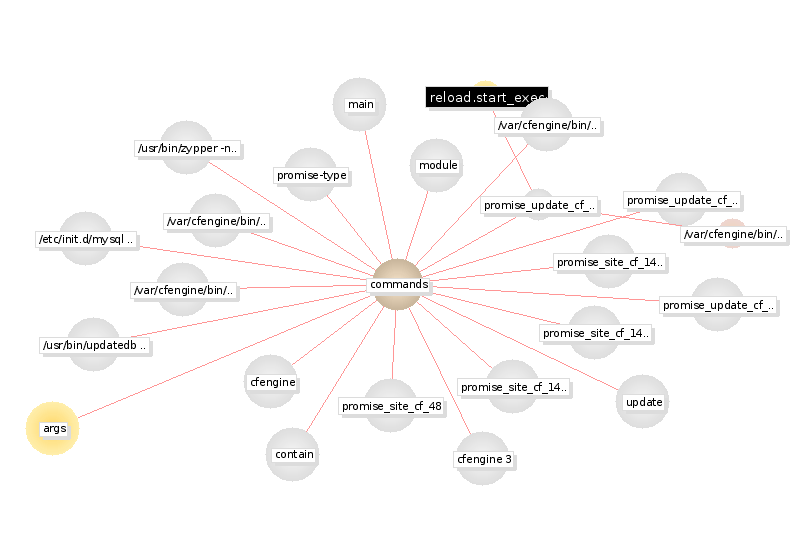 reload.start_exec
main
/var/cfengine/bin/..
/usr/bin/zypper -n..
module
promise-type
promise_update_cf_..
promise_update_cf_..
/var/cfengine/bin/..
/var/cfengine/bin/..
/etc/init.d/mysql ..
promise_site_cf_14..
commands
/var/cfengine/bin/..
promise_update_cf_..
promise_site_cf_14..
/usr/bin/updatedb ..
cfengine
promise_site_cf_14..
update
promise_site_cf_48
args
contain
cfengine 3